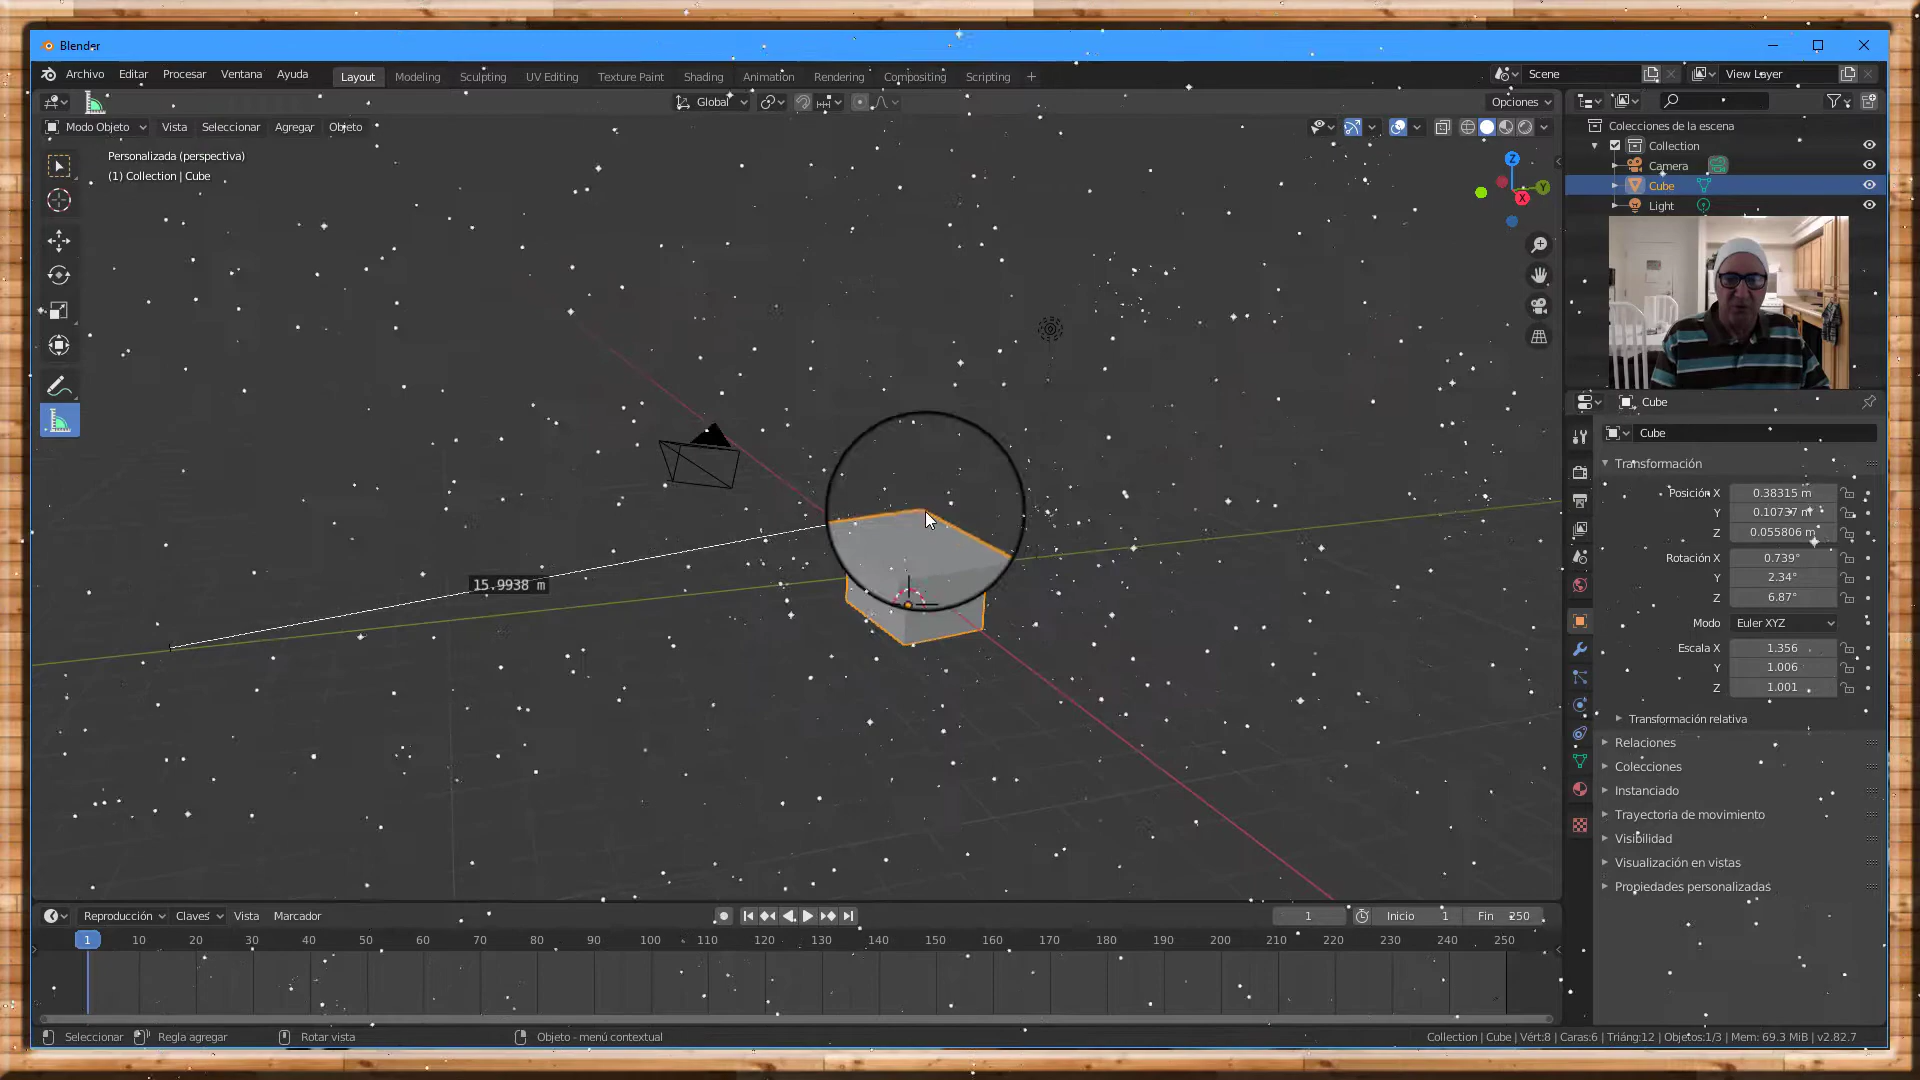 Blender
Archivo Editar Procesar Ventana Ayuda Layout Modeling Sculpting UV Editing Texture Paint Shading Animation Rendering Compositing Scripting + Scene View Layer
Global Opciones
Modo Objeto Vista Seleccionar Agregar Objeto
Personalizada (perspectiva)
(1) Collection | Cube
Z
Y
X
15.9938 m
Colecciones de la escena
Collection
Camera
Cube
Light
Cube
Cube
Transformación
Posición X 0.38315 m
Y 0.10737 m
Z 0.055806 m
Rotación X 0.739°
Y 2.34°
Z 6.87°
Modo Euler XYZ
Escala X 1.356
Y 1.006
Z 1.001
Transformación relativa
Relaciones
Colecciones
Instanciado
Trayectoria de movimiento
Visibilidad
Visualización en vistas
Propiedades personalizadas
Reproducción Claves Vista Marcador 1 Inicio 1 Fin 250
1 10 20 30 40 50 60 70 80 90 100 110 120 130 140 150 160 170 180 190 200 210 220 230 240 250
Seleccionar Regla agregar Rotar vista Objeto - menú contextual Collection | Cube | Vért:8 | Caras:6 | Triáng:12 | Objetos:1/3 | Mem: 69.3 MiB | v2.82.7